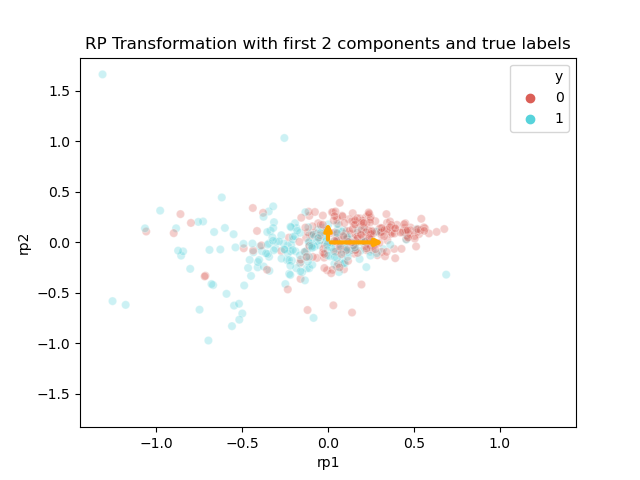 RP Transformation with first 2 components and true labels
y
0
1
1.5
1.0
0.5
0.0
−0.5
−1.0
−1.5
rp2
−1.0 −0.5 0.0 0.5 1.0
rp1